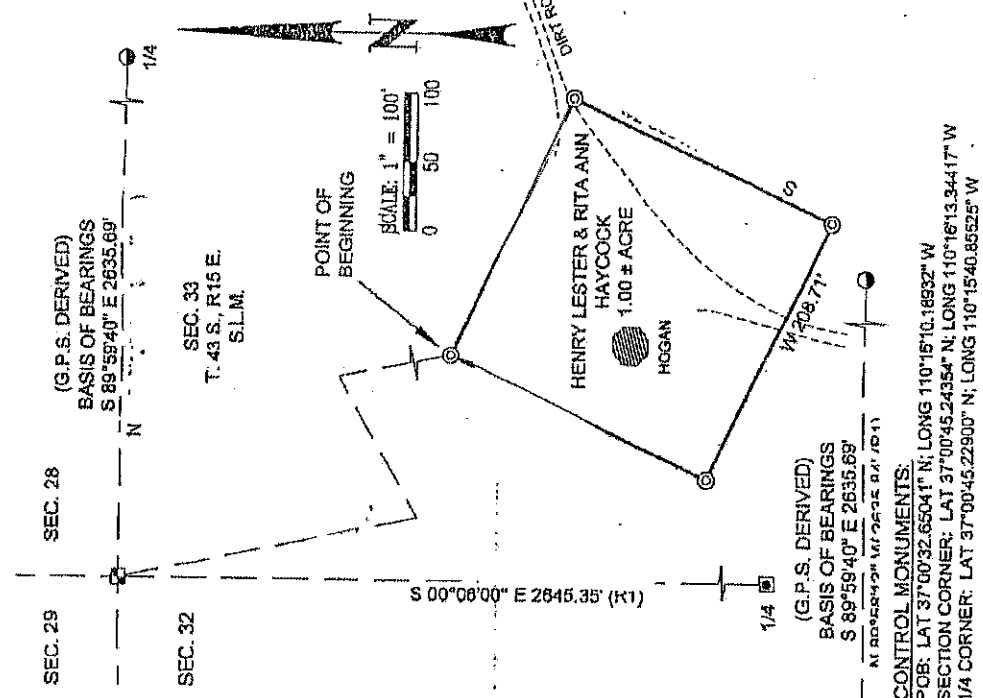 SEC. 29
SEC. 28
SEC. 32
(G.P.S. DERIVED)
BASIS OF BEARINGS
S 89°59'40" E 2635.69'
N
1/4
SEC. 33
T. 43 S., R15 E.
S.L.M.
N
POINT OF
BEGINNING
SCALE: 1" = 100'
0 50 100
DIRT
HENRY LESTER & RITA ANN
HAYCOCK
1.00 ± ACRE
HOGAN
S
W 208.71'
S 00°06'00" E 2645.35' (R1)
1/4
(G.P.S. DERIVED)
BASIS OF BEARINGS
S 89°59'40" E 2635.69'
CONTROL MONUMENTS:
POB: LAT 37°00'32.65041" N; LONG 110°16'10.18932" W
SECTION CORNER: LAT 37°00'45.24354" N; LONG 110°16'13.34417" W
1/4 CORNER: LAT 37°00'45.22900" N; LONG 110°15'40.85525" W